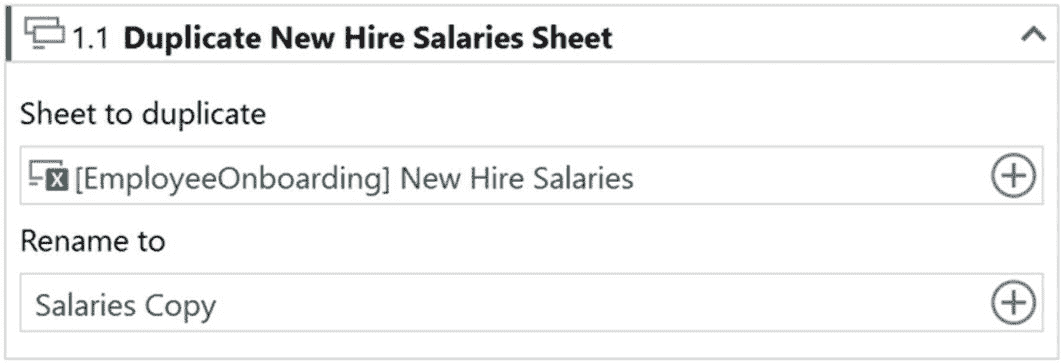 1.1 Duplicate New Hire Salaries Sheet
Sheet to duplicate
[EmployeeOnboarding] New Hire Salaries
Rename to
Salaries Copy